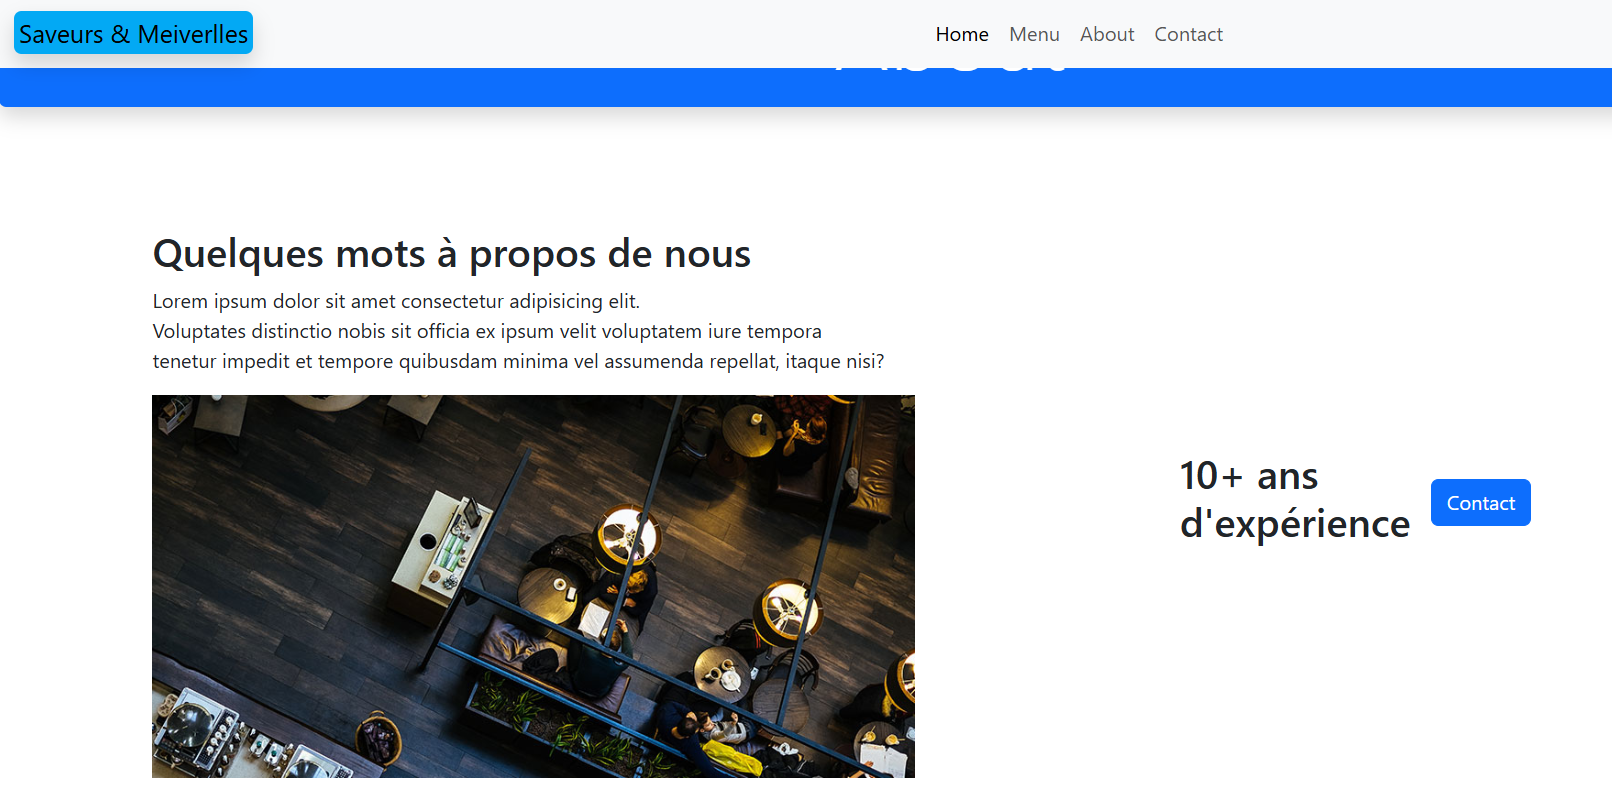 Saveurs & Meiverlles
Home Menu About Contact
About
Quelques mots à propos de nous
Lorem ipsum dolor sit amet consectetur adipisicing elit.
Voluptates distinctio nobis sit officia ex ipsum velit voluptatem iure tempora
tenetur impedit et tempore quibusdam minima vel assumenda repellat, itaque nisi?
10+ ans
d'expérience
Contact